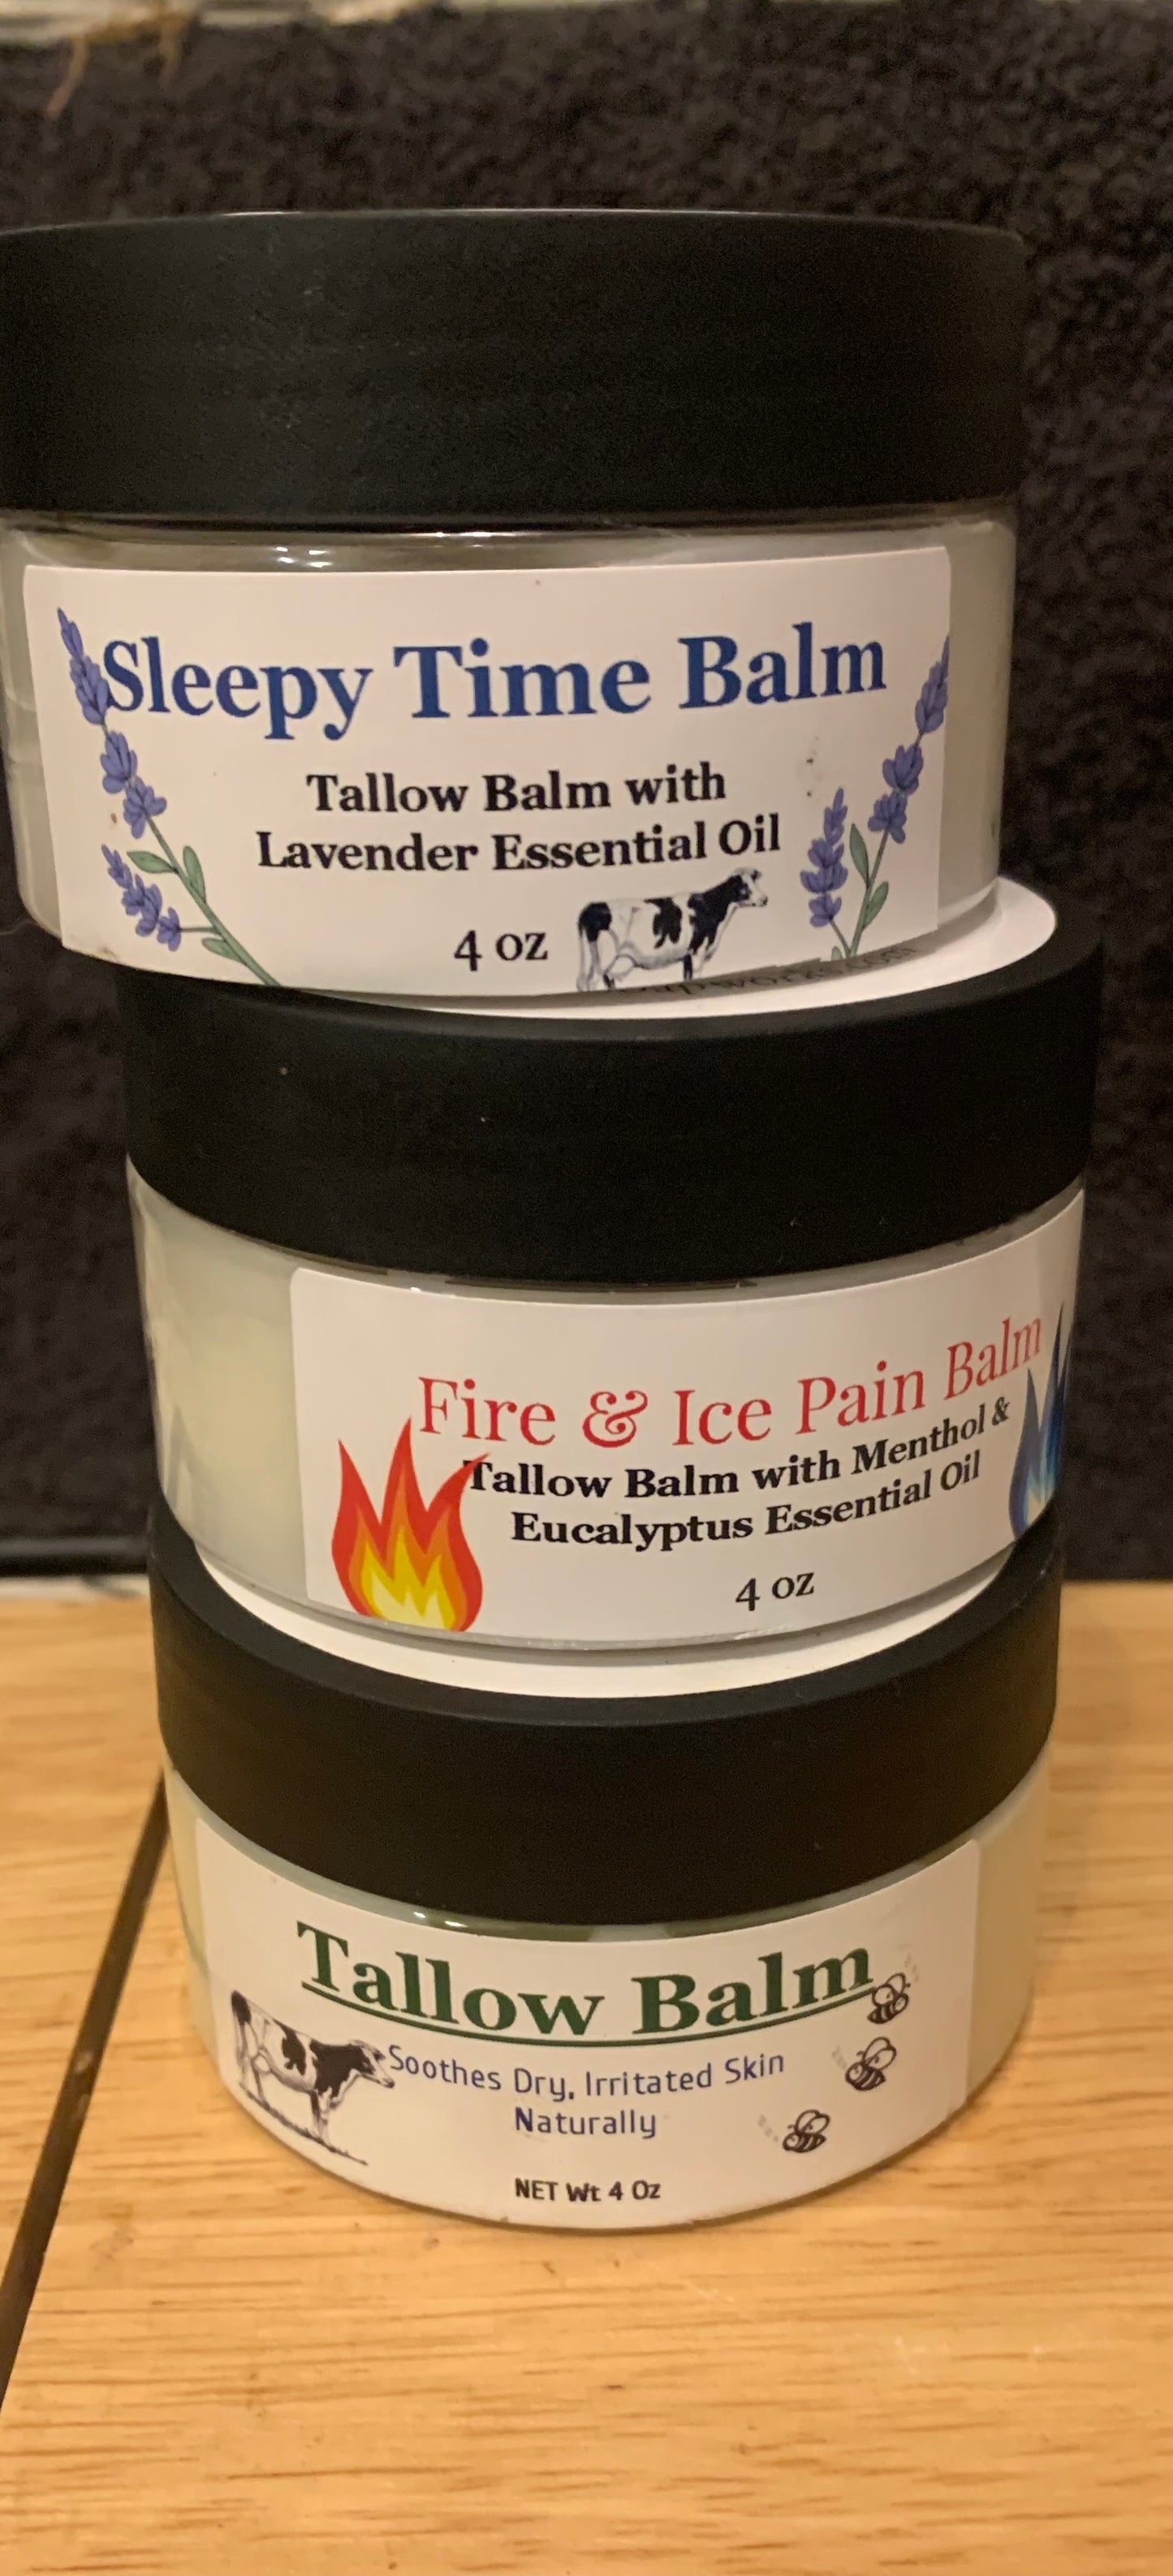 Sleepy Time Balm
Tallow Balm with
Lavender Essential Oil
4 oz
Fire & Ice Pain Balm
Tallow Balm with Menthol &
Eucalyptus Essential Oil
4 oz
Tallow Balm
Soothes Dry, Irritated Skin
Naturally
NET Wt 4 Oz